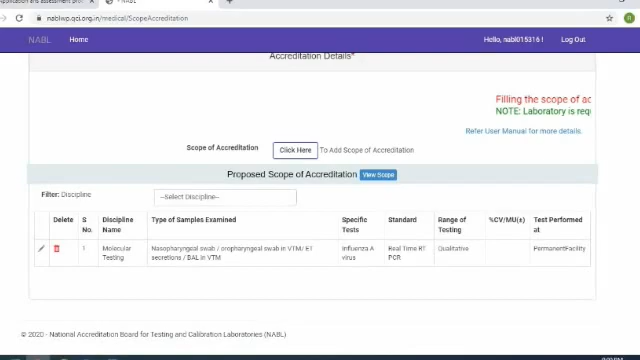 NABL
nablwp.qci.org.in/medical/ScopeAccreditation
NABL Home Hello, nabl015316 ! Log Out
Accreditation Details*
Filling the scope of ac
NOTE: Laboratory is requ
Refer User Manual for more details.
Scope of Accreditation Click Here To Add Scope of Accreditation
Proposed Scope of Accreditation View Scope
Filter: Discipline --Select Discipline--
Delete S No. Discipline Name Type of Samples Examined Specific Tests Standard Range of Testing %CV/MU(±) Test Performed at
1 Molecular Testing Nasopharyngeal swab / oropharyngeal swab in VTM/ ET secretions / BAL in VTM Influenza A virus Real Time RT PCR Qualitative PermanentFacility
© 2020 - National Accreditation Board for Testing and Calibration Laboratories (NABL)